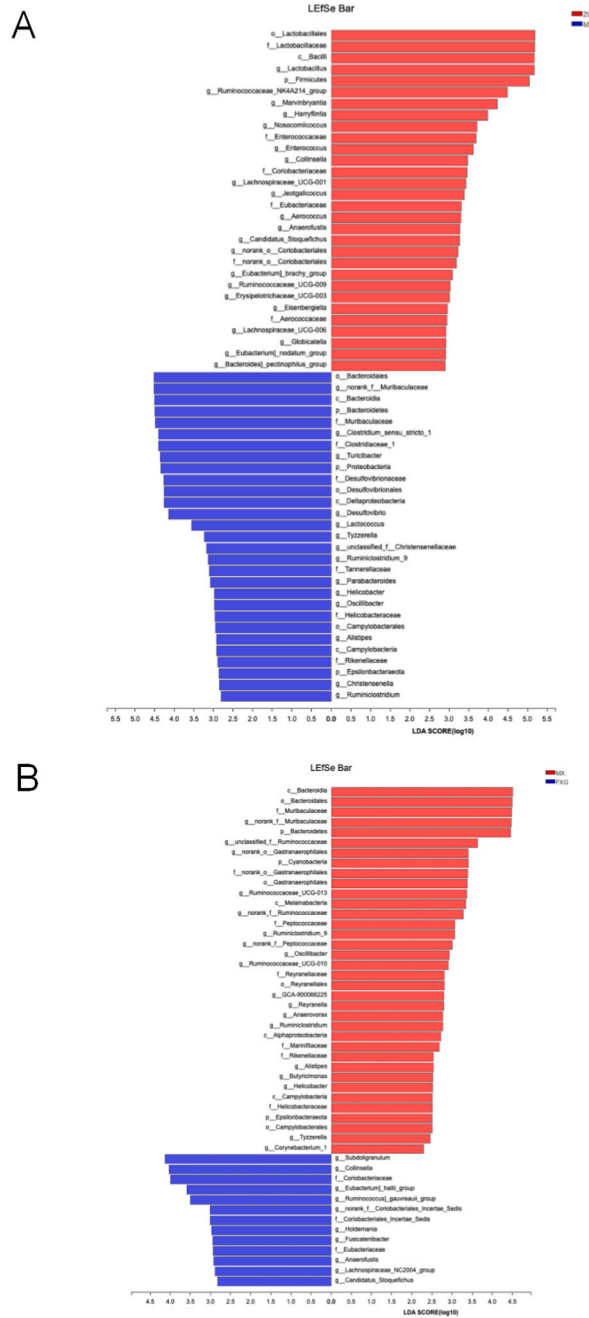 A
LEfSe Bar
o__Lactobacillales
f__Lactobacillaceae
c__Bacilli
g__Lactobacillus
p__Firmicutes
g__Ruminococcaceae_NK4A214_group
g__Marvinbryantia
g__Harryflintia
g__Nosocomiicoccus
f__Enterococcaceae
g__Enterococcus
g__Collinsella
f__Coriobacteriaceae
g__Lachnospiraceae_UCG-001
g__Jeotgalicoccus
f__Eubacteriaceae
g__Aerococcus
g__Anaerofustis
g__Candidatus_Stoquefichus
g__norank_o__Coriobacteriales
f__norank_o__Coriobacteriales
g__Eubacterium]_brachy_group
g__Ruminococcaceae_UCG-009
g__Erysipelotrichaceae_UCG-003
g__Eisenbergiella
f__Aerococcaceae
g__Lachnospiraceae_UCG-006
g__Globicatella
g__Eubacterium]_nodatum_group
g__Bacteroides]_pectinophilus_group
o__Bacteroidales
g__norank_f__Muribaculaceae
c__Bacteroidia
p__Bacteroidetes
f__Muribaculaceae
g__Clostridium_sensu_stricto_1
f__Clostridiaceae_1
g__Turicibacter
p__Proteobacteria
f__Desulfovibrionaceae
o__Desulfovibrionales
c__Deltaproteobacteria
g__Desulfovibrio
g__Lactococcus
g__Tyzzerella
g__unclassified_f__Christensenellaceae
g__Ruminiclostridium_9
f__Tannerellaceae
g__Parabacteroides
g__Helicobacter
g__Oscillibacter
f__Helicobacteraceae
o__Campylobacterales
g__Alistipes
c__Campylobacteria
f__Rikenellaceae
p__Epsilonbacteraeota
g__Christensenella
g__Ruminiclostridium
5.5 5.0 4.5 4.0 3.5 3.0 2.5 2.0 1.5 1.0 0.5 0.0 0.5 1.0 1.5 2.0 2.5 3.0 3.5 4.0 4.5 5.0 5.5
LDA SCORE(log10)
B
LEfSe Bar
MX
FXG
c__Bacteroidia
o__Bacteroidales
f__Muribaculaceae
g__norank_f__Muribaculaceae
p__Bacteroidetes
g__unclassified_f__Ruminococcaceae
g__norank_o__Gastranaerophilales
p__Cyanobacteria
f__norank_o__Gastranaerophilales
o__Gastranaerophilales
g__Ruminococcaceae_UCG-013
c__Melainabacteria
g__norank_f__Ruminococcaceae
f__Peptococcaceae
g__Ruminiclostridium_9
g__norank_f__Peptococcaceae
g__Oscillibacter
g__Ruminococcaceae_UCG-010
f__Reyranellaceae
o__Reyranellales
g__GCA-900066225
g__Reyranella
g__Anaerovorax
g__Ruminiclostridium
c__Alphaproteobacteria
f__Marinifilaceae
f__Rikenellaceae
g__Alistipes
g__Butyricimonas
g__Helicobacter
c__Campylobacteria
f__Helicobacteraceae
p__Epsilonbacteraeota
o__Campylobacterales
g__Tyzzerella
g__Corynebacterium_1
g__Subdoligranulum
g__Collinsella
f__Coriobacteriaceae
g__Eubacterium]_hallii_group
g__Ruminococcus]_gauvreauii_group
g__norank_f__Coriobacteriales_Incertae_Sedis
f__Coriobacteriales_Incertae_Sedis
g__Holdemania
g__Fusicatenibacter
f__Eubacteriaceae
g__Anaerofustis
g__Lachnospiraceae_NC2004_group
g__Candidatus_Stoquefichus
4.5 4.0 3.5 3.0 2.5 2.0 1.5 1.0 0.5 0.0 0.5 1.0 1.5 2.0 2.5 3.0 3.5 4.0 4.5
LDA SCORE(log10)